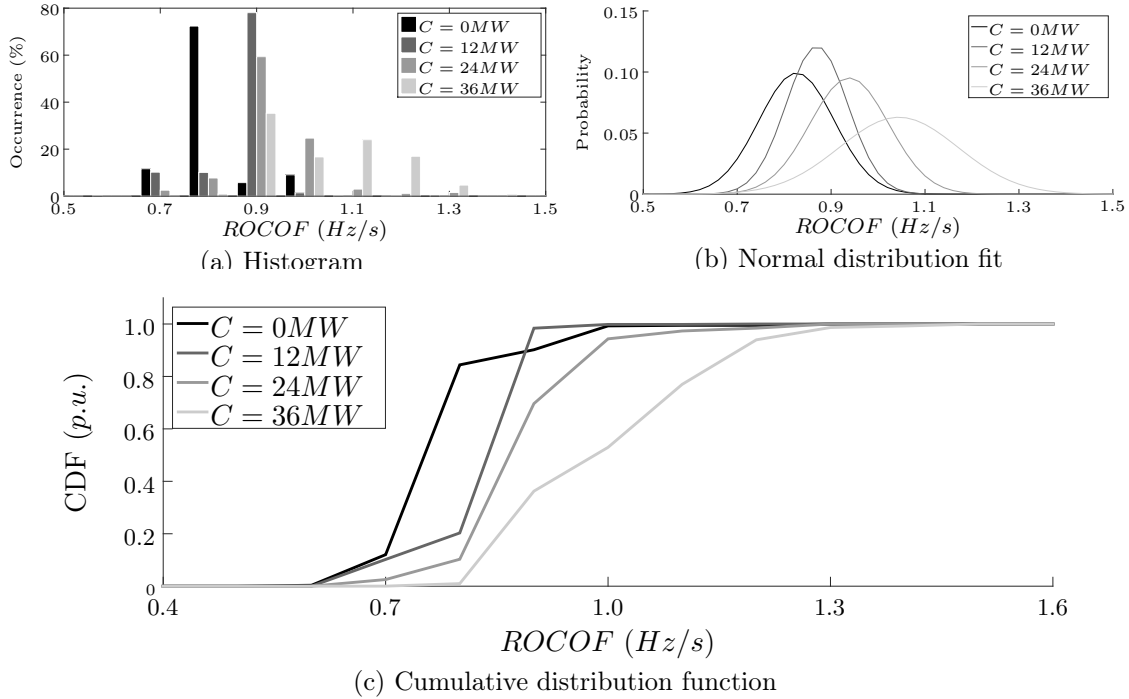 80
60
40
20
0
Occurrence (%)
C = 0MW
C = 12MW
C = 24MW
C = 36MW
0.5 0.7 0.9 1.1 1.3 1.5
ROCOF (Hz/s)
(a) Histogram
0.15
0.10
0.05
0
Probability
C = 0MW
C = 12MW
C = 24MW
C = 36MW
0.5 0.7 0.9 1.1 1.3 1.5
ROCOF (Hz/s)
(b) Normal distribution fit
1.0
0.8
0.6
0.4
0.2
0
CDF (p.u.)
C = 0MW
C = 12MW
C = 24MW
C = 36MW
0.4 0.7 1.0 1.3 1.6
ROCOF (Hz/s)
(c) Cumulative distribution function